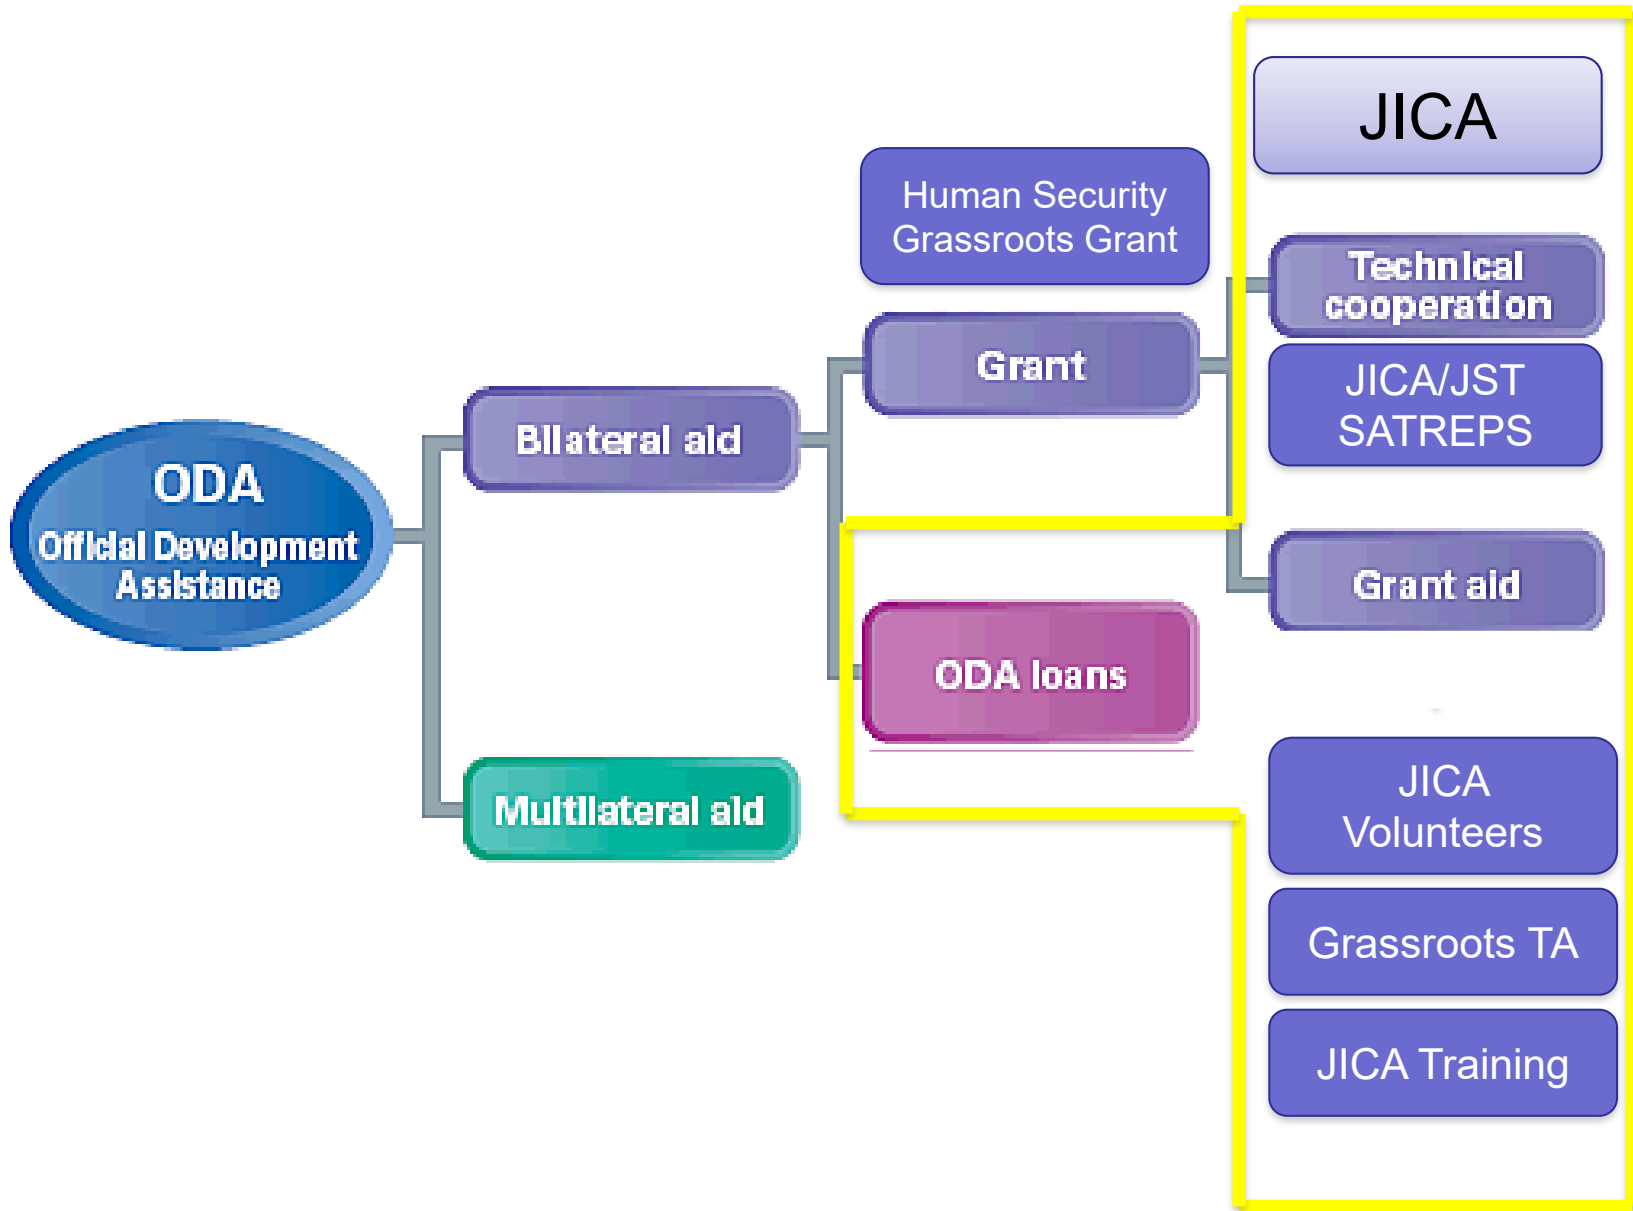 JICA
Human Security
Grassroots Grant
Technical
cooperation
JICA/JST
SATREPS
Grant
Bilateral aid
ODA
Official Development
Assistance
Grant aid
ODA loans
Multilateral aid
JICA
Volunteers
Grassroots TA
JICA Training